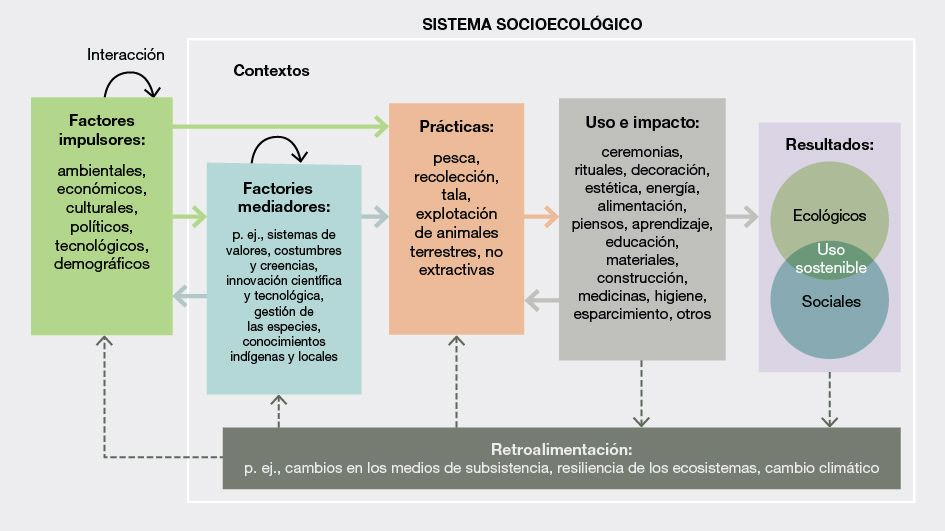 SISTEMA SOCIOECOLÓGICO
Interacción
Contextos
Factores
impulsores:
ambientales,
económicos,
culturales,
políticos,
tecnológicos,
demográficos
Factories
mediadores:
p. ej., sistemas de
valores, costumbres
y creencias,
innovación científica
y tecnológica,
gestión de
las especies,
conocimientos
indígenas y locales
Prácticas:
pesca,
recolección,
tala,
explotación
de animales
terrestres, no
extractivas
Uso e impacto:
ceremonias,
rituales, decoración,
estética, energía,
alimentación,
piensos, aprendizaje,
educación,
materiales,
construcción,
medicinas, higiene,
esparcimiento, otros
Resultados:
Ecológicos
Uso
sostenible
Sociales
Retroalimentación:
p. ej., cambios en los medios de subsistencia, resiliencia de los ecosistemas, cambio climático